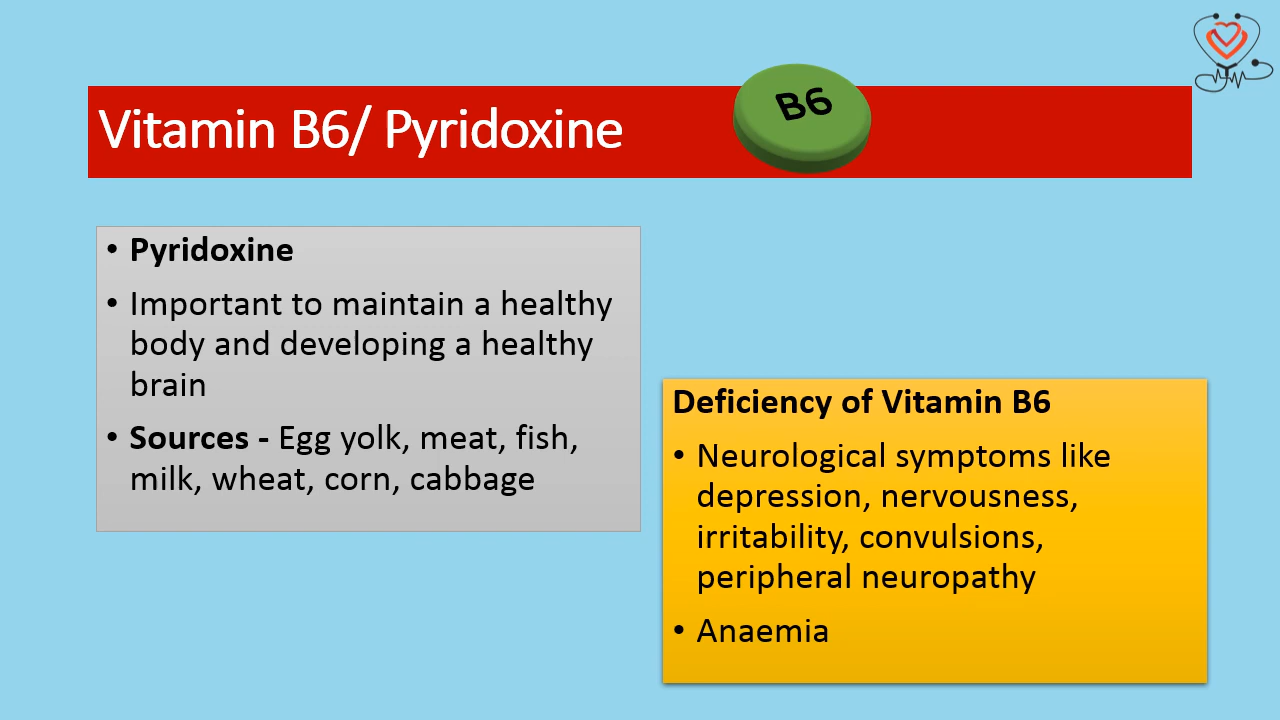 Vitamin B6/ Pyridoxine
B6
• Pyridoxine
• Important to maintain a healthy
body and developing a healthy
brain
• Sources - Egg yolk, meat, fish,
milk, wheat, corn, cabbage
Deficiency of Vitamin B6
• Neurological symptoms like
depression, nervousness,
irritability, convulsions,
peripheral neuropathy
• Anaemia